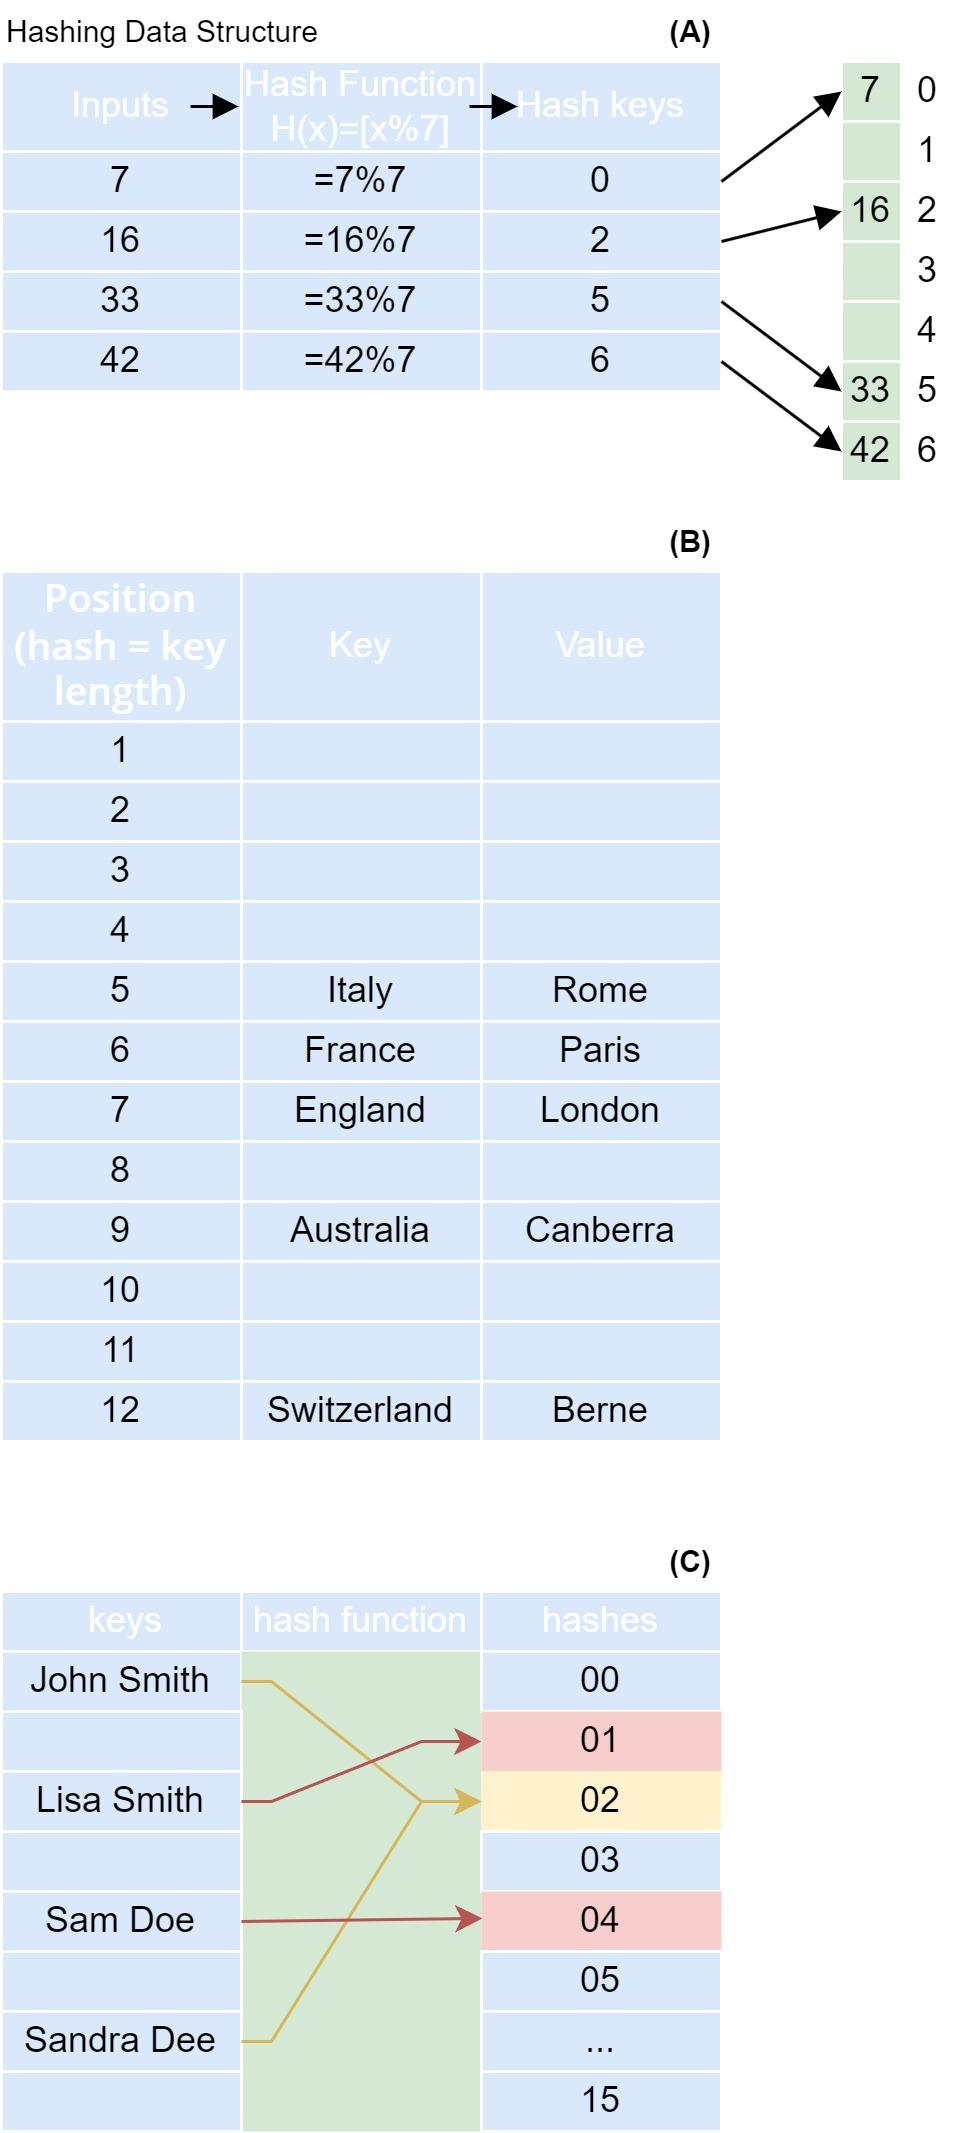 Hashing Data Structure
(A)
Inputs
Hash Function
H(x)=[x%7]
Hash keys
7 =7%7 0
16 =16%7 2
33 =33%7 5
42 =42%7 6
7 0
1
16 2
3
4
33 5
42 6
(B)
Position
(hash = key
length)
Key
Value
1
2
3
4
5 Italy Rome
6 France Paris
7 England London
8
9 Australia Canberra
10
11
12 Switzerland Berne
(C)
keys hash function hashes
John Smith 00
01
Lisa Smith 02
03
Sam Doe 04
05
Sandra Dee ...
15